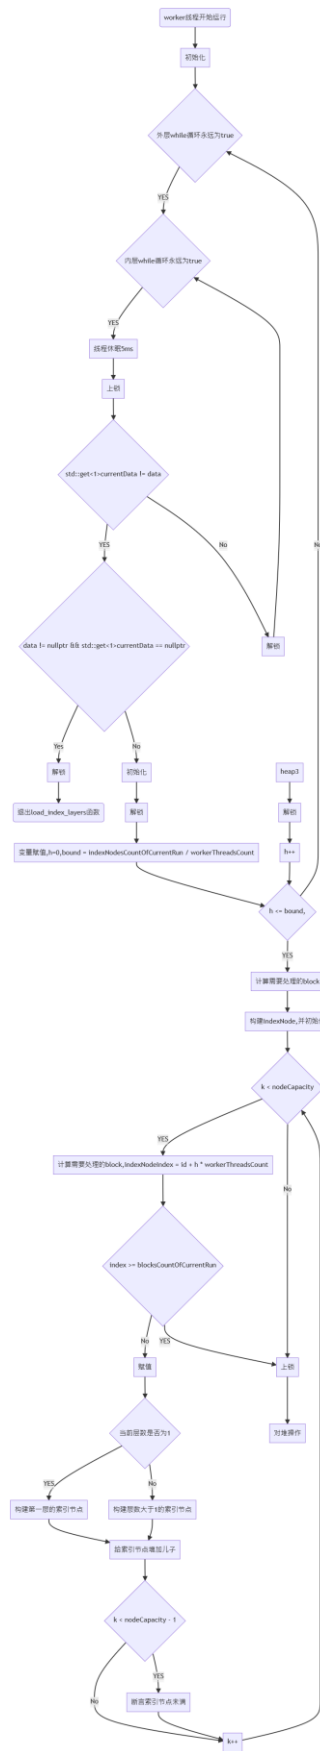 worker线程开始运行
初始化
外层while循环永远为true
YES
内层while循环永远为true
YES
线程休眠5ms
上锁
std::get<1>currentData != data
YES
No
No
data != nullptr && std::get<1>currentData == nullptr
解锁
Yes
No
解锁
初始化
heap3
退出load_index_layers函数
解锁
解锁
变量赋值,h=0,bound = indexNodesCountOfCurrentRun / workerThreadsCount
h++
h <= bound,
YES
计算需要处理的block
构建IndexNode,并初始
k < nodeCapacity
YES
No
计算需要处理的block,indexNodeIndex = id + h * workerThreadsCount
index >= blocksCountOfCurrentRun
No
YES
赋值
上锁
当前层数是否为1
对堆操作
YES
No
构建第一层的索引节点
构建层数大于1的索引节点
给索引节点增加儿子
k < nodeCapacity - 1
YES
No
断言索引节点未满
k++